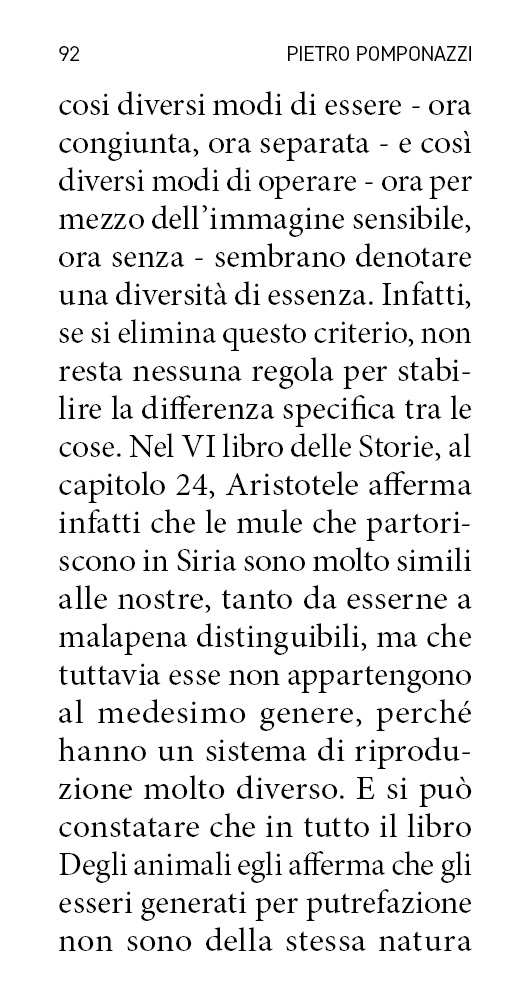 92 PIETRO POMPONAZZI
cosi diversi modi di essere - ora
congiunta, ora separata - e così
diversi modi di operare - ora per
mezzo dell’immagine sensibile,
ora senza - sembrano denotare
una diversità di essenza. Infatti,
se si elimina questo criterio, non
resta nessuna regola per stabi-
lire la differenza specifica tra le
cose. Nel VI libro delle Storie, al
capitolo 24, Aristotele afferma
infatti che le mule che partori-
scono in Siria sono molto simili
alle nostre, tanto da esserne a
malapena distinguibili, ma che
tuttavia esse non appartengono
al medesimo genere, perché
hanno un sistema di riprodu-
zione molto diverso. E si può
constatare che in tutto il libro
Degli animali egli afferma che gli
esseri generati per putrefazione
non sono della stessa natura